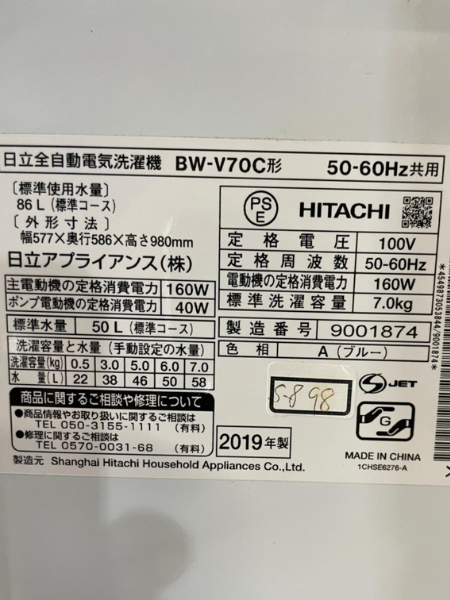 日立全自動電気洗濯機 BW-V70C形 50-60Hz共用
〔標準使用水量〕
86L(標準コース)
〔外形寸法〕
幅577×奥行586×高さ980mm
日立アプライアンス(株)
主電動機の定格消費電力 160W
ポンプ電動機の定格消費電力 40W
標準水量 50L(標準コース)
洗濯容量と水量(手動設定の水量)
洗濯容量(kg) 0.5 3.0 5.0 6.0 7.0
水量(L) 22 38 46 50 58
商品に関するご相談や修理について
●商品情報やお取り扱いに関するご相談は
TEL 050-3155-1111(有料)
●修理に関するご相談は
TEL 0570-0031-68(有料)
PS
E
HITACHI
定格電圧 100V
定格周波数 50-60Hz
電動機の定格消費電力 160W
標準洗濯容量 7.0kg
製造番号 9001874
色相 A(ブルー)
S-8 98
S JET
G
2019年製
MADE IN CHINA
1CHSE6276-A
製造元 Shanghai Hitachi Household Appliances Co.,Ltd.
*4549873053844/9001874*